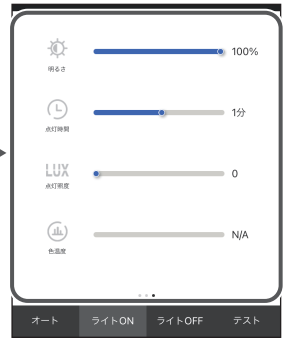 明るさ
100%
点灯時間
1分
LUX
点灯照度
0
色温度
N/A
オート
ライトON
ライトOFF
テスト